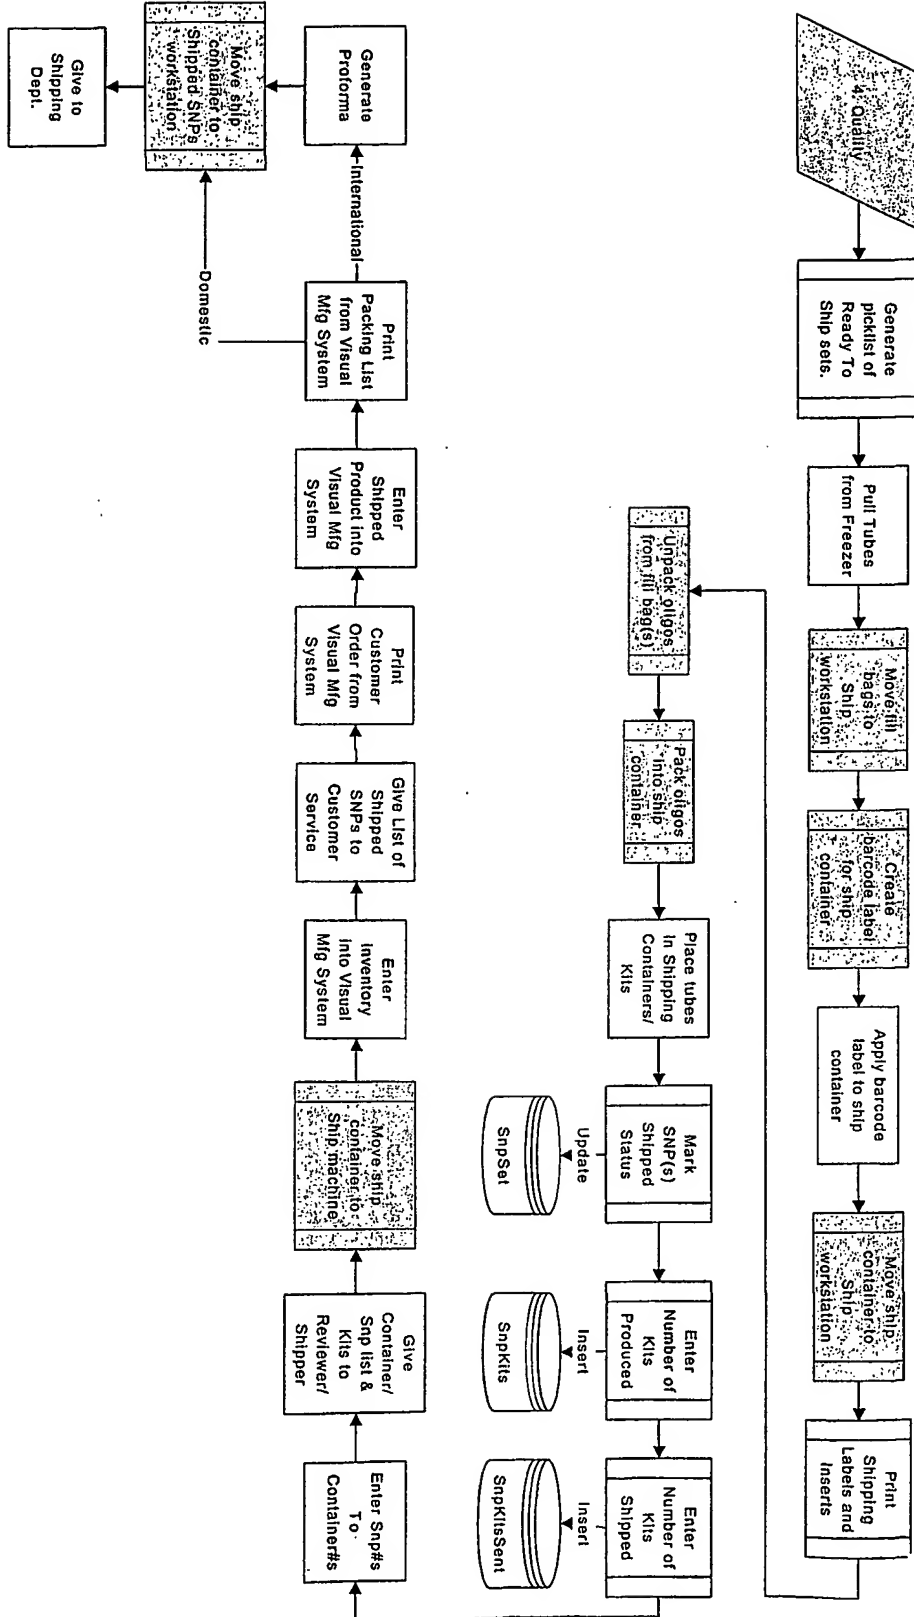 4. Quality
Generate
picklist of
Ready To
Ship sets.
Pull Tubes
from Freezer
Move fill
bags to
Ship
workstation
Create
barcode label
for ship
container
Apply barcode
label to ship
container
Move ship
container to
Ship
workstation
Print
Shipping
Labels and
Inserts
Unpack oligos
from fill bag(s)
Pack oligos
into ship
container
Place tubes
In Shipping
Containers/
Kits
Mark
SNP(s)
Shipped
Status
Update
SnpSet
Enter
Number of
Kits
Produced
Insert
SnpKits
Enter
Number of
Kits
Shipped
Insert
SnpKitsSent
Enter Snp#s
To
Container#s
Give
Container/
Snp list &
Kits to
Reviewer/
Shipper
Move ship
container to
Ship machine
Enter
Inventory
into Visual
Mfg System
Give List of
Shipped
SNPs to
Customer
Service
Print
Customer
Order from
Visual Mfg
System
Enter
Shipped
Product into
Visual Mfg
System
Print
Packing List
from Visual
Mfg System
International
Domestic
Generate
Proforma
Move ship
container to
Shipped SNPs
workstation
Give to
Shipping
Dept.